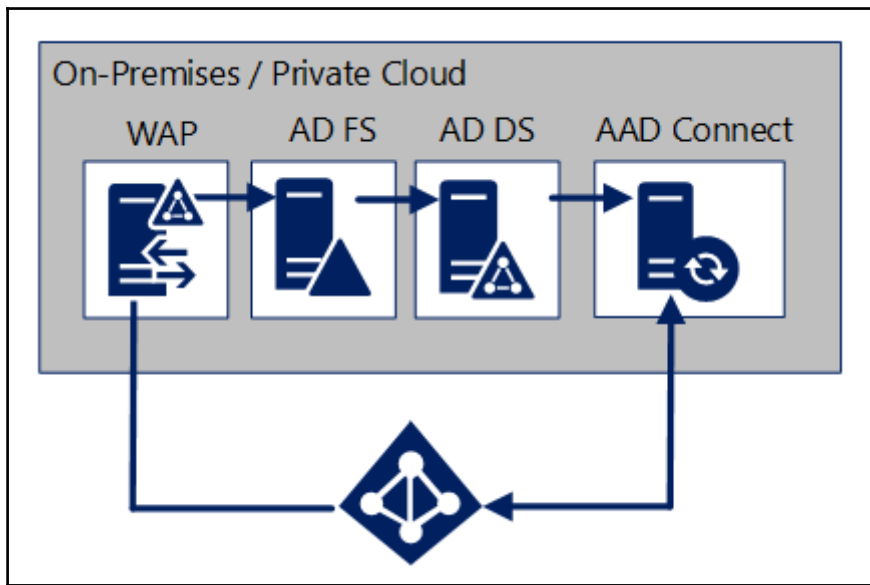 On-Premises / Private Cloud
WAP AD FS AD DS AAD Connect